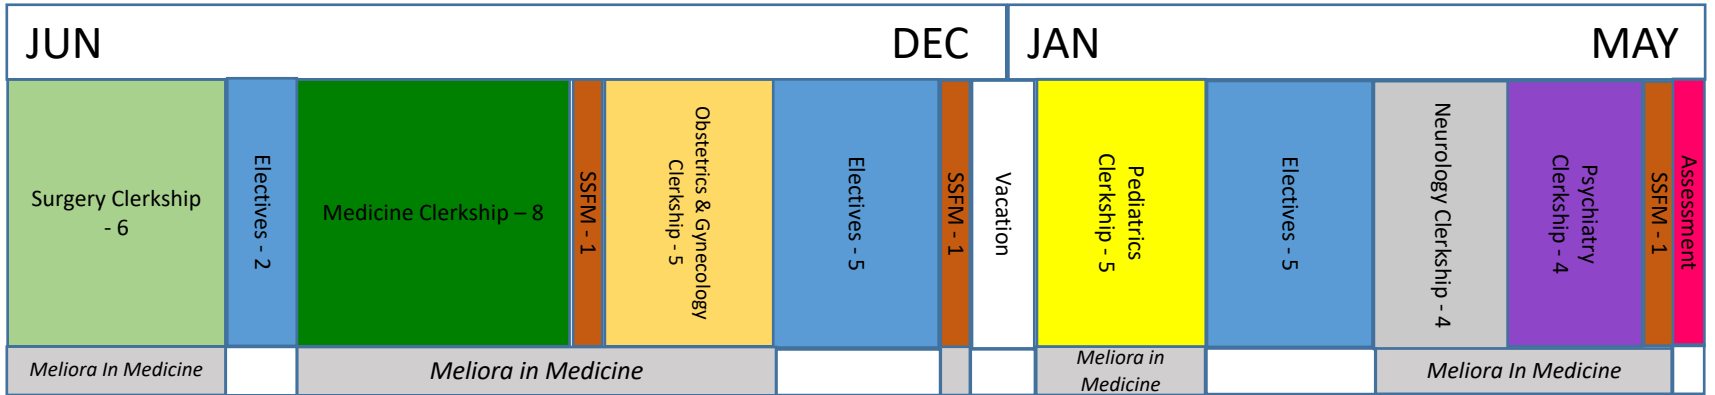 JUN
DEC
JAN
MAY
Surgery Clerkship
- 6
Electives - 2
Medicine Clerkship – 8
SSFM - 1
Obstetrics & Gynecology
Clerkship - 5
Electives - 5
SSFM - 1
Vacation
Pediatrics
Clerkship - 5
Electives - 5
Neurology Clerkship - 4
Psychiatry
Clerkship - 4
SSFM - 1
Assessment
Meliora In Medicine
Meliora in Medicine
Meliora in
Medicine
Meliora In Medicine